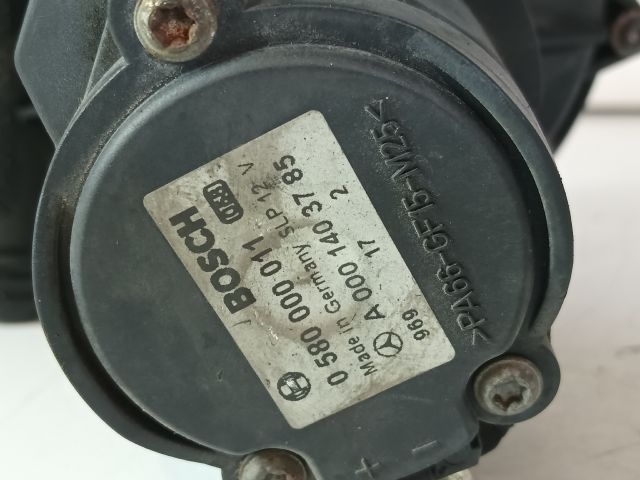 BOSCH
0 580 000 011
Made in Germany SLP 12 V
A 000 140 37 85
969 17 2
>PA66-GF15-M25<
+ -